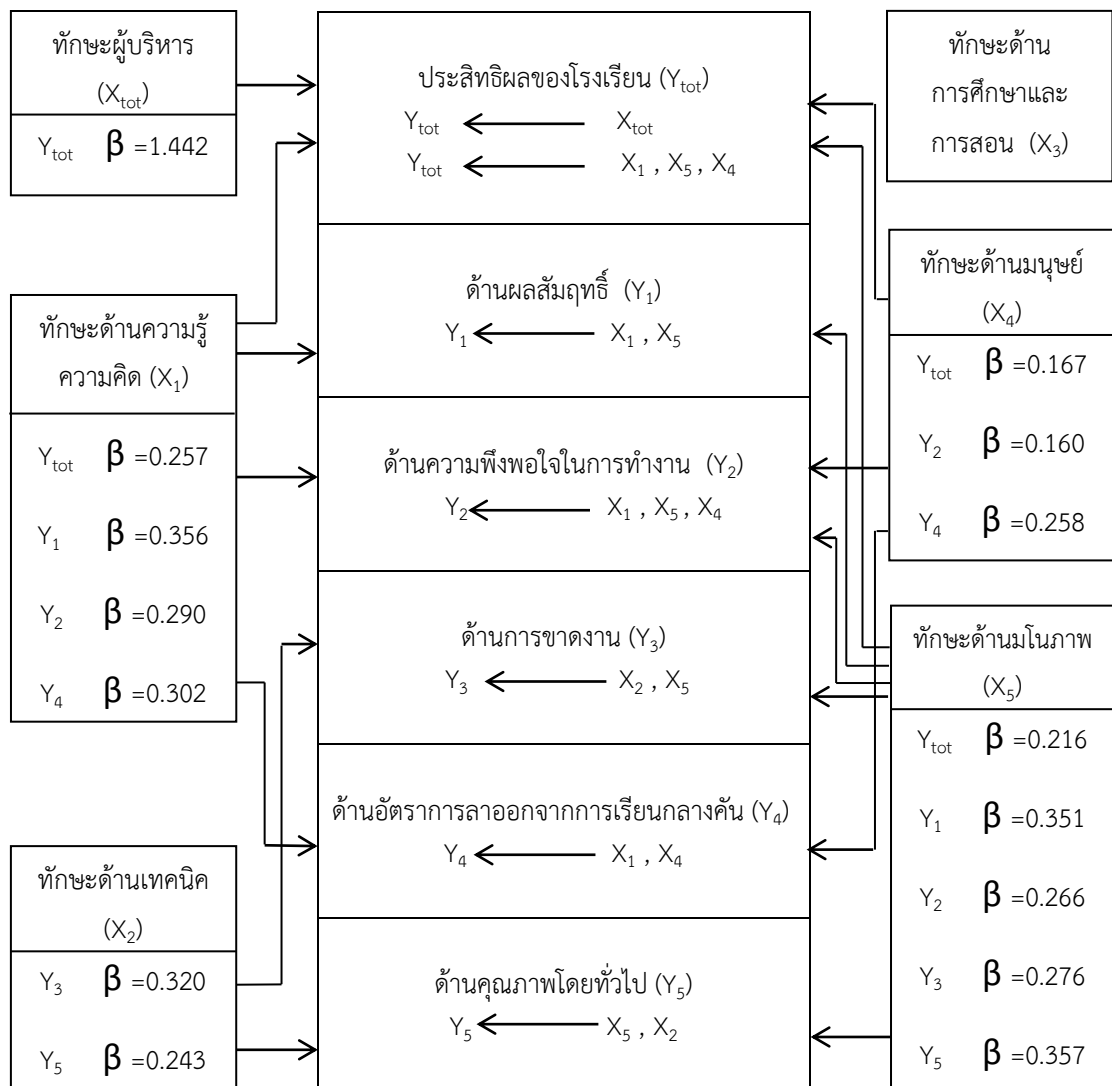 ทักษะผู้บริหาร
(Xtot)
Ytot β =1.442
ทักษะด้านความรู้
ความคิด (X1)
Ytot β =0.257
Y1 β =0.356
Y2 β =0.290
Y4 β =0.302
ทักษะด้านเทคนิค
(X2)
Y3 β =0.320
Y5 β =0.243
ประสิทธิผลของโรงเรียน (Ytot)
Ytot ← Xtot
Ytot ← X1 , X5 , X4
ด้านผลสัมฤทธิ์ (Y1)
Y1 ← X1 , X5
ด้านความพึงพอใจในการทำงาน (Y2)
Y2 ← X1 , X5 , X4
ด้านการขาดงาน (Y3)
Y3 ← X2 , X5
ด้านอัตราการลาออกจากการเรียนกลางคัน (Y4)
Y4 ← X1 , X4
ด้านคุณภาพโดยทั่วไป (Y5)
Y5 ← X5 , X2
ทักษะด้าน
การศึกษาและ
การสอน (X3)
ทักษะด้านมนุษย์
(X4)
Ytot β =0.167
Y2 β =0.160
Y4 β =0.258
ทักษะด้านมโนภาพ
(X5)
Ytot β =0.216
Y1 β =0.351
Y2 β =0.266
Y3 β =0.276
Y5 β =0.357